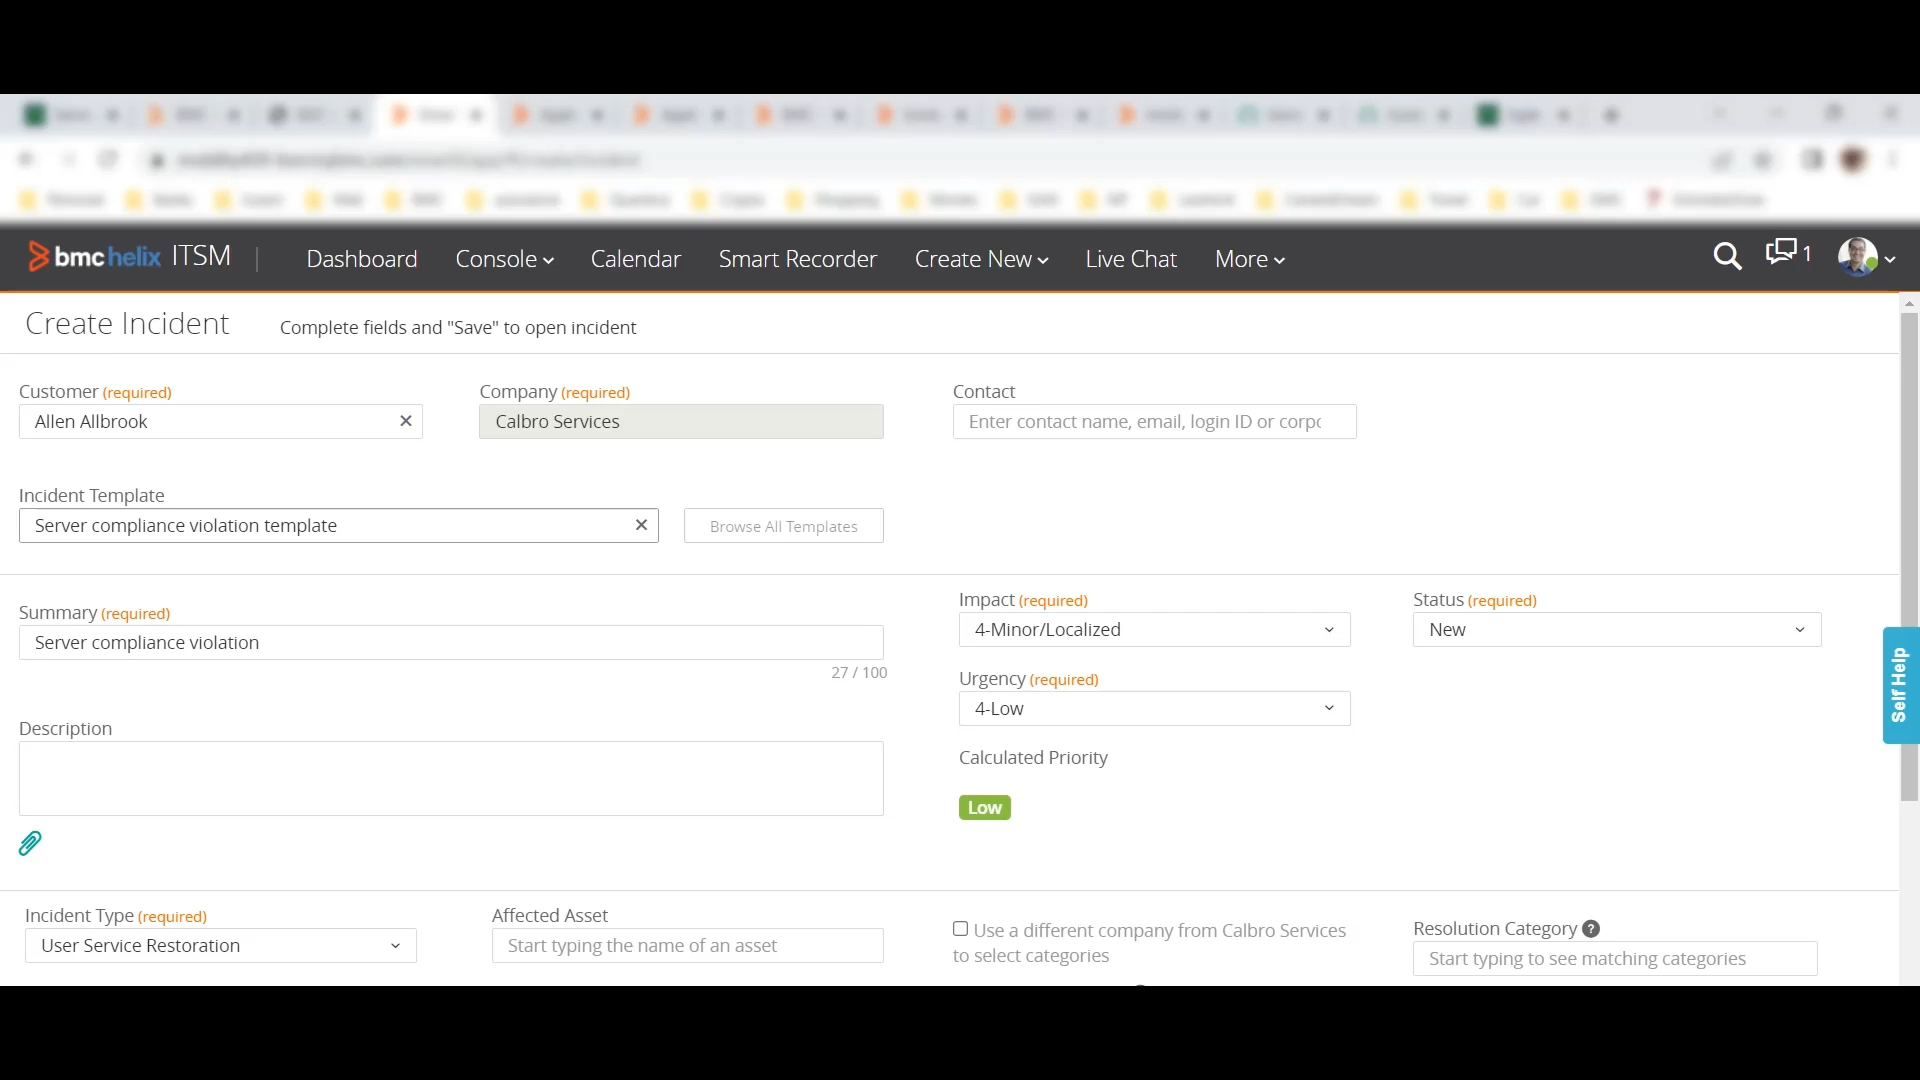 bmc helix ITSM Dashboard Console Calendar Smart Recorder Create New Live Chat More 1
Create Incident Complete fields and "Save" to open incident
Customer (required) Company (required) Contact
Allen Allbrook Calbro Services Enter contact name, email, login ID or corpo
Incident Template
Server compliance violation template Browse All Templates
Summary (required) Impact (required) Status (required)
Server compliance violation 4-Minor/Localized New
27 / 100
Urgency (required)
4-Low
Self Help
Description
Calculated Priority
Low
Incident Type (required) Affected Asset
User Service Restoration Start typing the name of an asset
Use a different company from Calbro Services
to select categories
Resolution Category ?
Start typing to see matching categories